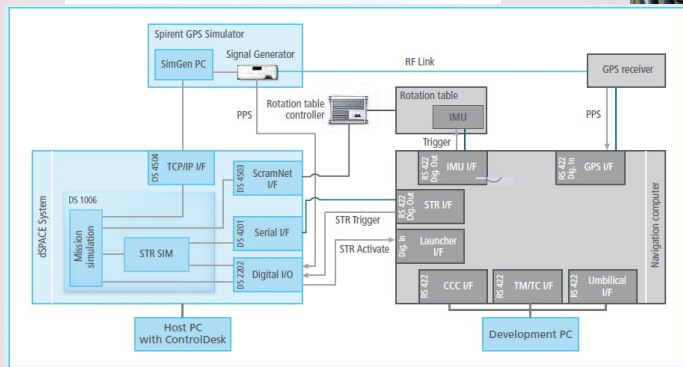 Spirent GPS Simulator
SimGen PC
Signal Generator
RF Link
GPS receiver
PPS
Rotation table
controller
Rotation table
IMU
Trigger
PPS
dSPACE System
DS 4504
TCP/IP I/F
DS 4503
ScramNet
I/F
DS 1006
Mission
simulation
STR SIM
DS 4201
Serial I/F
DS 2202
Digital I/O
STR Trigger
STR Activate
RS 422
Dig. Out
IMU I/F
RS 422
Dig. In
GPS I/F
RS 422
Dig. Out
STR I/F
Dig. In
Launcher
I/F
RS 422
CCC I/F
RS 422
TM/TC I/F
RS 422
Umbilical
I/F
Navigation computer
Host PC
with ControlDesk
Development PC